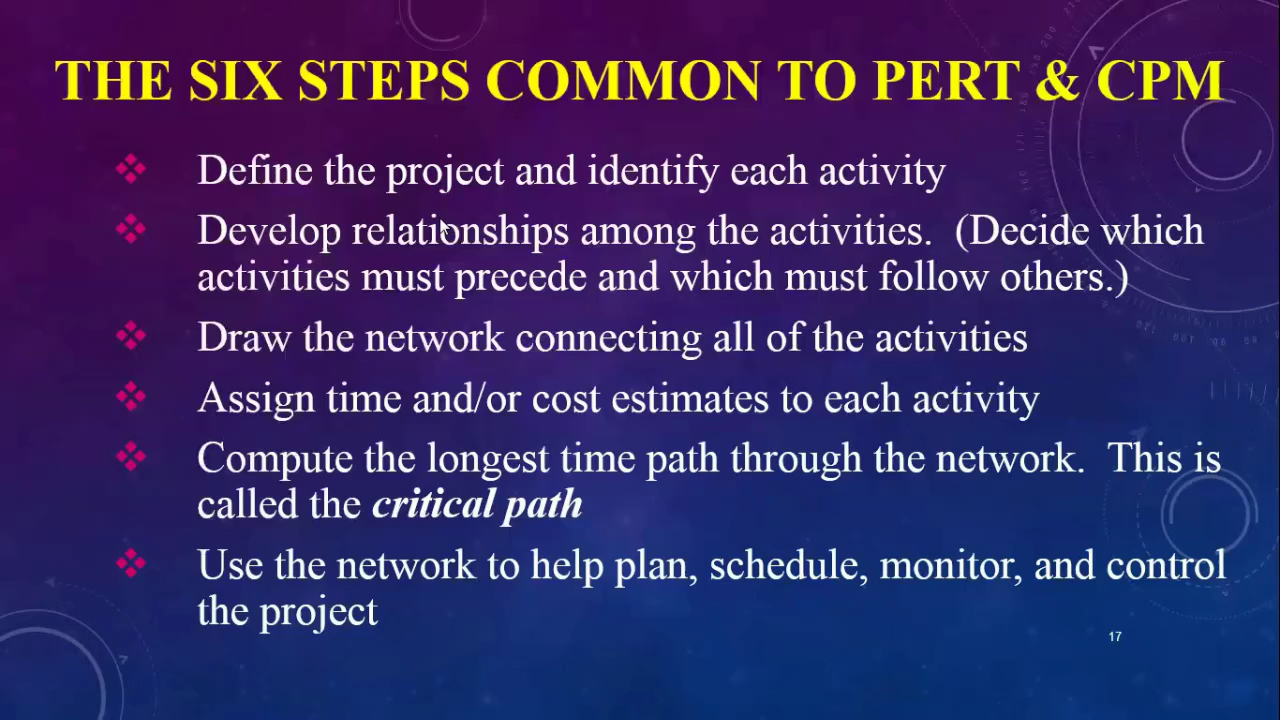 THE SIX STEPS COMMON TO PERT & CPM
Define the project and identify each activity
Develop relationships among the activities.  (Decide which
activities must precede and which must follow others.)
Draw the network connecting all of the activities
Assign time and/or cost estimates to each activity
Compute the longest time path through the network.  This is
called the critical path
Use the network to help plan, schedule, monitor, and control
the project
17